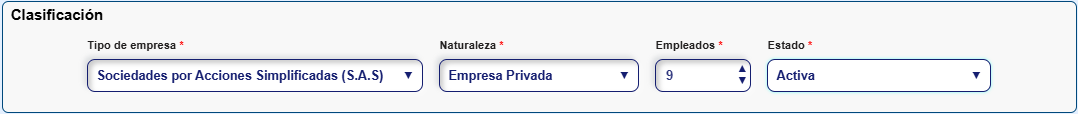 Clasificación
Tipo de empresa * Naturaleza * Empleados * Estado *
Sociedades por Acciones Simplificadas (S.A.S) Empresa Privada 9 Activa